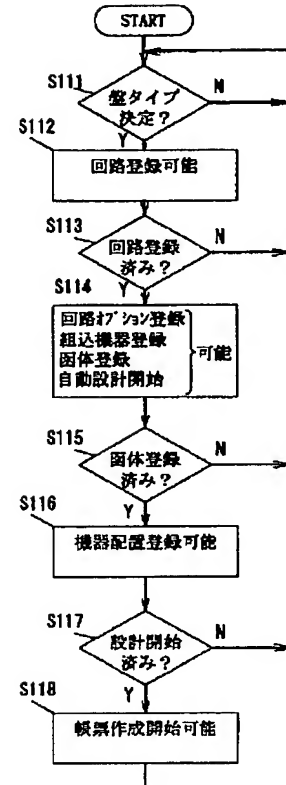 START
S111
盤タイプ
決定？
N
Y
S112
回路登録可能
S113
回路登録
済み？
N
Y
S114
回路オプション登録
組込機器登録
函体登録
自動設計開始
可能
S115
函体登録
済み？
N
Y
S116
機器配置登録可能
S117
設計開始
済み？
N
Y
S118
帳票作成開始可能